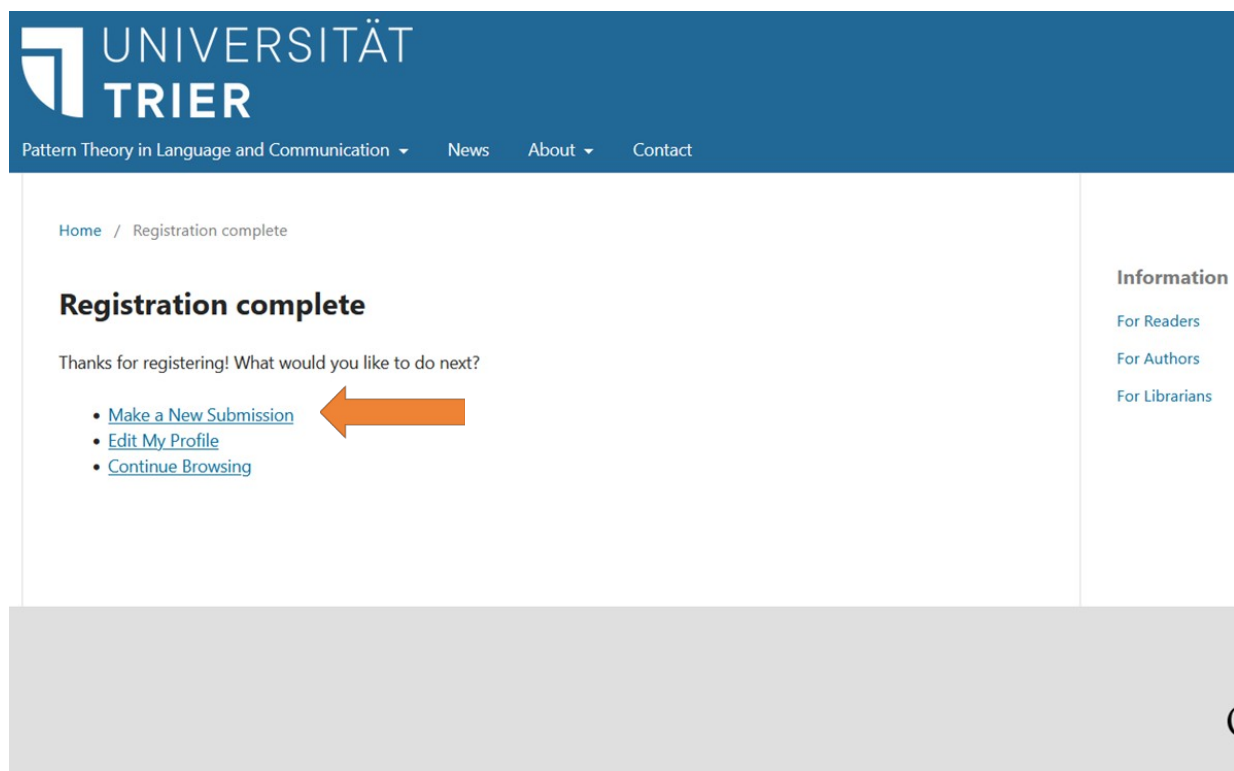 UNIVERSITÄT
TRIER
Pattern Theory in Language and Communication News About Contact
Home / Registration complete
Registration complete
Thanks for registering! What would you like to do next?
• Make a New Submission
• Edit My Profile
• Continue Browsing
Information
For Readers
For Authors
For Librarians